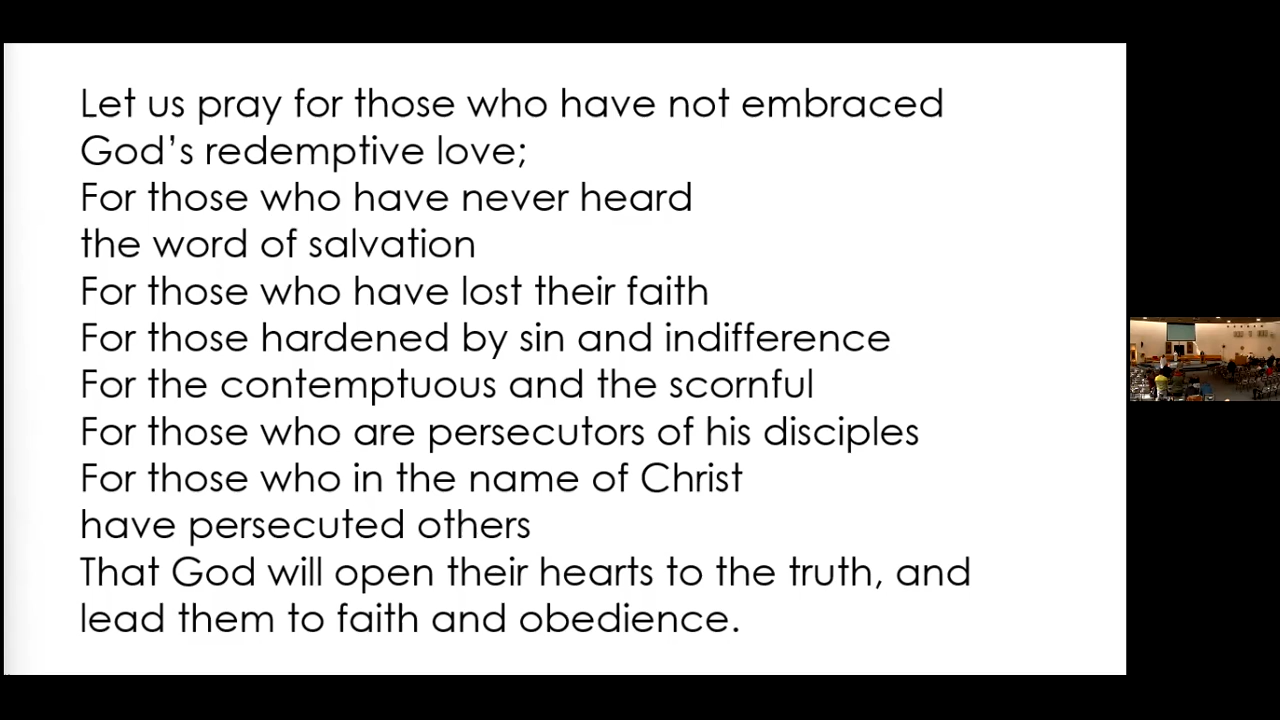 Let us pray for those who have not embraced
God’s redemptive love;
For those who have never heard
the word of salvation
For those who have lost their faith
For those hardened by sin and indifference
For the contemptuous and the scornful
For those who are persecutors of his disciples
For those who in the name of Christ
have persecuted others
That God will open their hearts to the truth, and
lead them to faith and obedience.